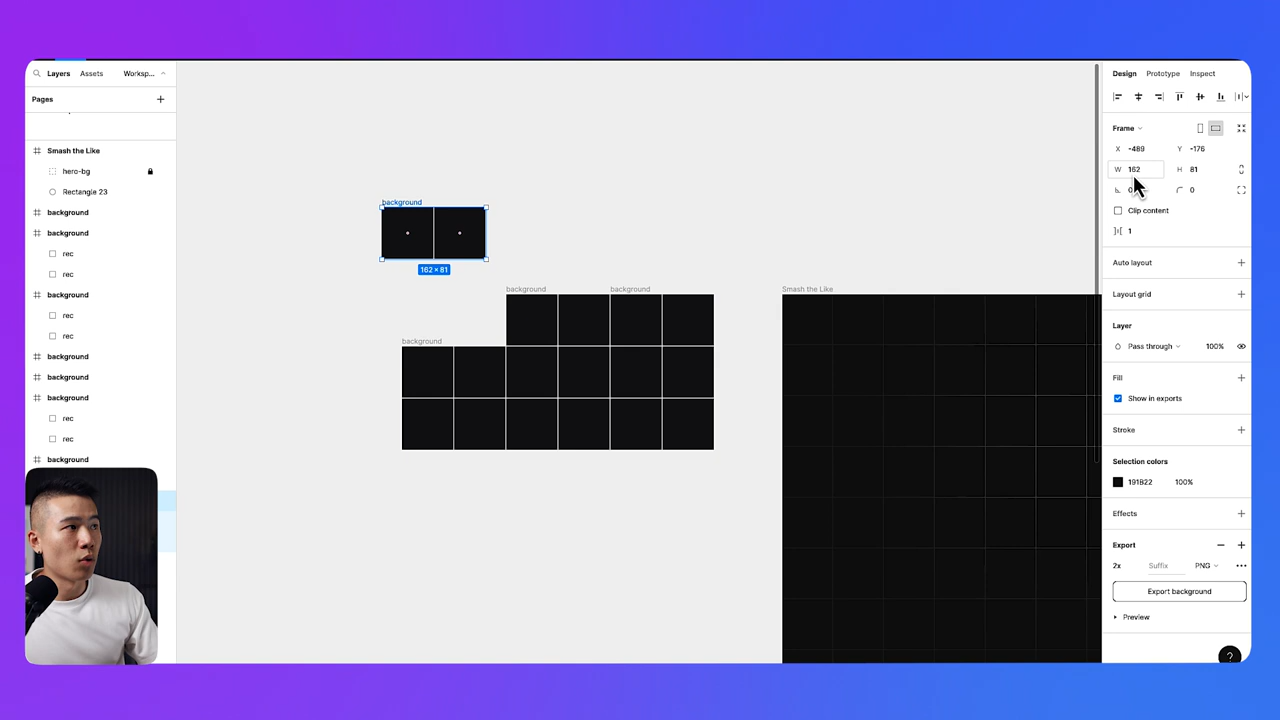 Layers Assets Worksp...
Pages
Smash the Like
hero-bg
Rectangle 23
background
background
rec
rec
background
rec
rec
background
background
background
rec
rec
background
background
162 × 81
background
background
background
Smash the Like
Design Prototype Inspect
Frame
X -489 Y -176
W 162 H 81
0
Clip content
1
Auto layout
Layout grid
Layer
Pass through 100%
Fill
Show in exports
Stroke
Selection colors
191B22 100%
Effects
Export
2x Suffix PNG
Export background
Preview
?